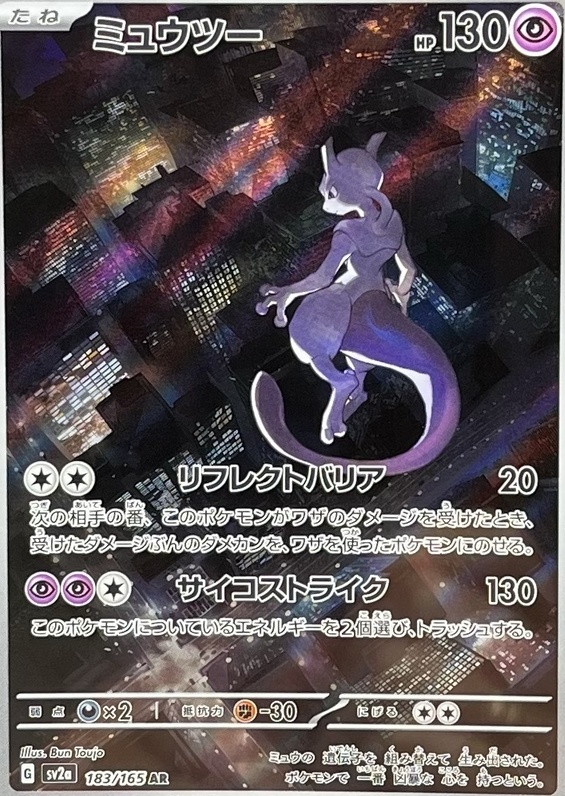 たね ミュウツー HP 130
リフレクトバリア 20
次の相手の番、このポケモンがワザのダメージを受けたとき、
受けたダメージぶんのダメカンを、ワザを使ったポケモンにのせる。
サイコストライク 130
このポケモンについているエネルギーを2個選び、トラッシュする。
弱点 ×2 抵抗力 -30 にげる
Illus. Bun Toujo
G sv2a 183/165 AR
ミュウの 遺伝子を 組み替えて 生み出された。
ポケモンで 一番 凶暴な 心を 持つという。